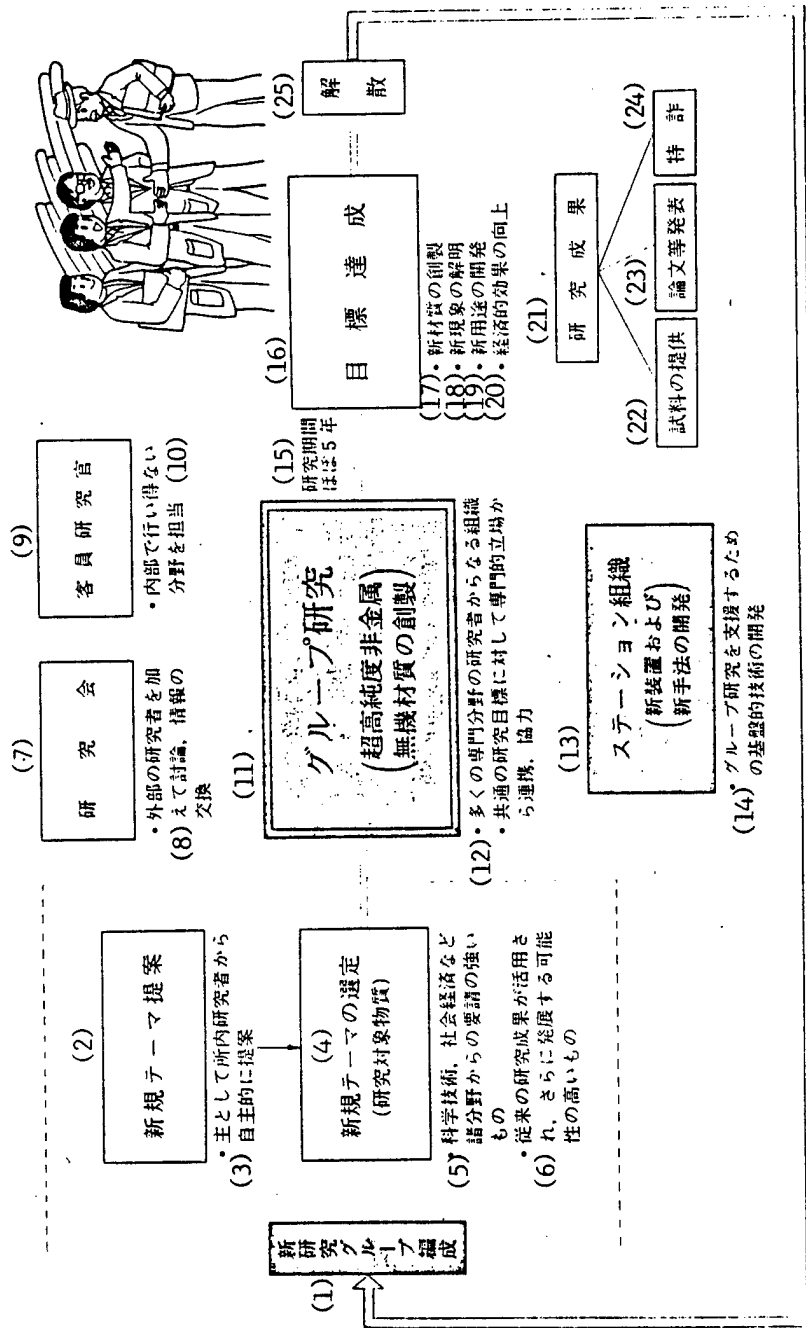 (1)
新研究グループ編成
(2)
新規テーマ提案
(3)
・主として所内研究者から
自主的に提案
(4)
新規テーマの選定
(研究対象物質)
(5)
・科学技術, 社会経済など
諸分野からの要請の強い
もの
(6)
・従来の研究成果が活用さ
れ, さらに発展する可能
性の高いもの
(7)
研究会
(8)
・外部の研究者を加
えて討論, 情報の
交換
(9)
客員研究官
(10)
・内部で行い得ない
分野を担当
(11)
グループ研究
(超高純度非金属
無機材質の創製)
(12)
・多くの専門分野の研究者からなる組織
・共通の研究目標に対して専門的立場か
ら連携, 協力
(13)
ステーション組織
(新装置および
新手法の開発)
(14)
・グループ研究を支援するため
の基盤的技術の開発
(15)
研究期間
ほぼ5年
(16)
目標達成
(17)・新材質の創製
(18)・新現象の解明
(19)・新用途の開発
(20)・経済的効果の向上
(21)
研究成果
(22)
試料の提供
(23)
論文等発表
(24)
特許
(25)
解散